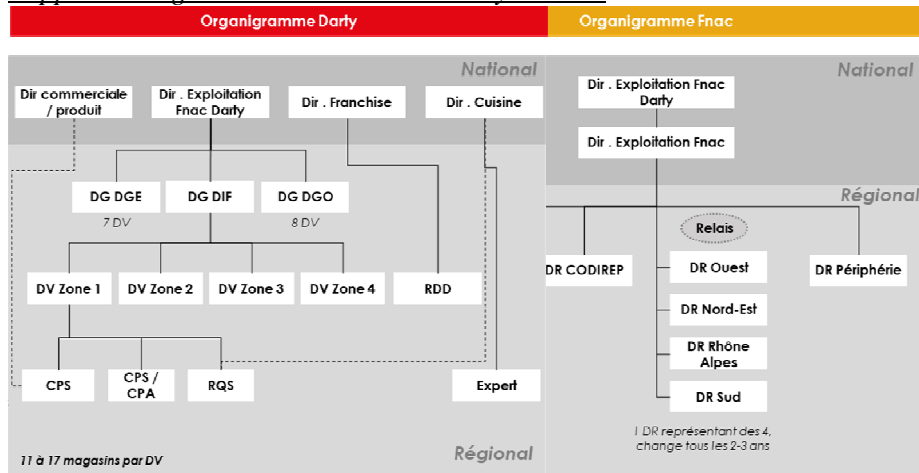 Organigramme Darty
Organigramme Fnac
National
Dir commerciale
/ produit
Dir . Exploitation
Fnac Darty
Dir . Franchise
Dir . Cuisine
DG DGE
DG DIF
DG DGO
7 DV
8 DV
DV Zone 1
DV Zone 2
DV Zone 3
DV Zone 4
RDD
CPS
CPS /
CPA
RQS
Expert
11 à 17 magasins par DV
Régional
National
Dir . Exploitation Fnac
Darty
Dir . Exploitation Fnac
Régional
Relais
DR CODIREP
DR Ouest
DR Périphérie
DR Nord-Est
DR Rhône
Alpes
DR Sud
1 DR représentant des 4,
change tous les 2-3 ans